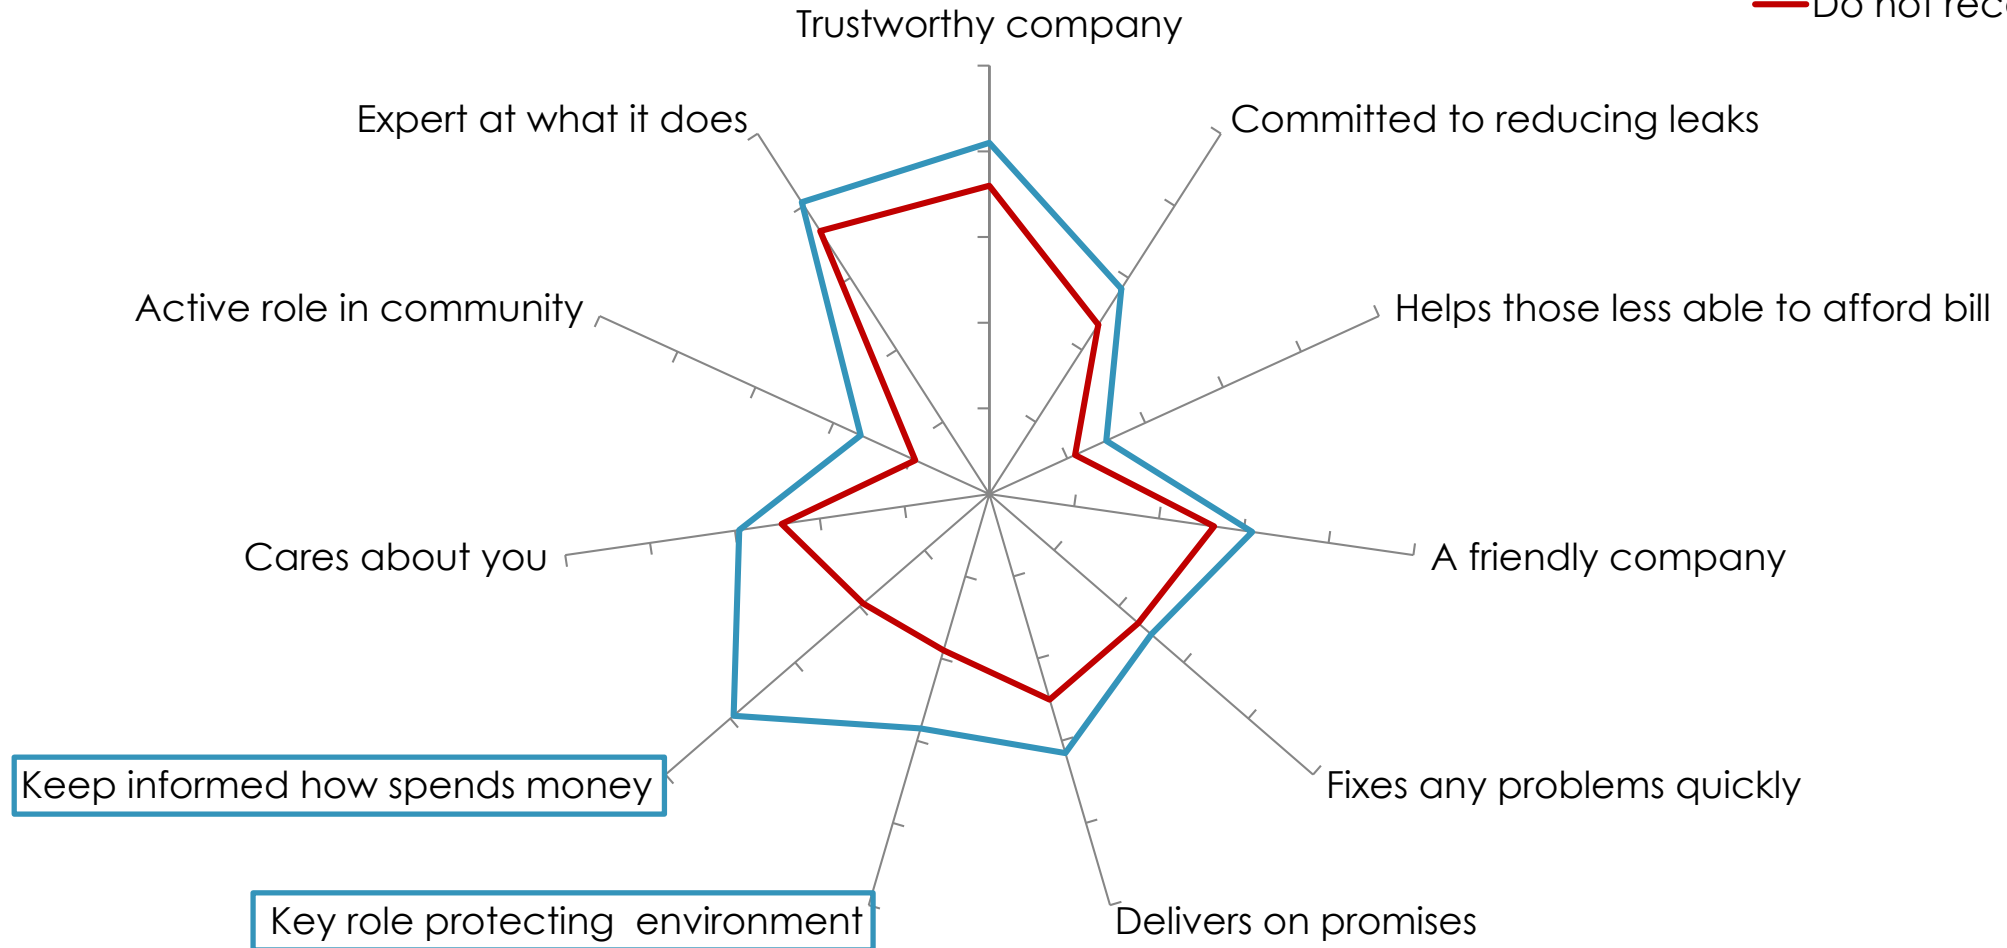 Do not
Trustworthy company
Expert at what it does
Committed to reducing leaks
Active role in community
Helps those less able to afford bill
Cares about you
A friendly company
Keep informed how spends money
Fixes any problems quickly
Key role protecting environment
Delivers on promises